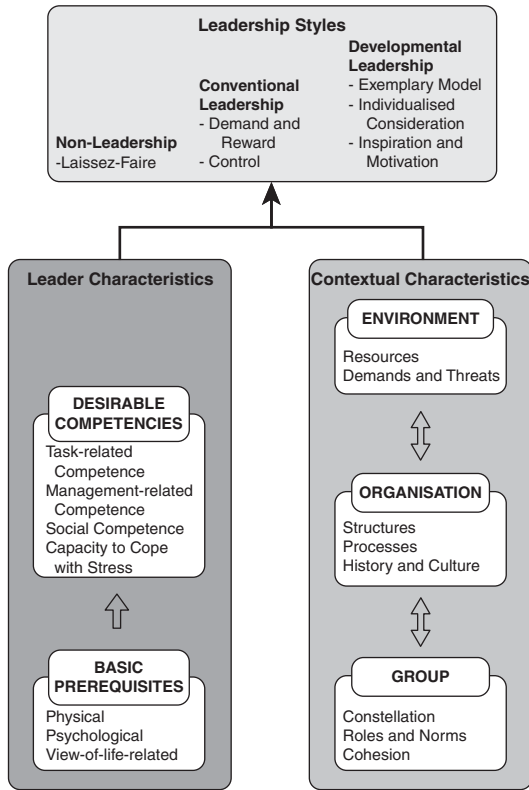 Leadership Styles
Non-Leadership
-Laissez-Faire
Conventional
Leadership
- Demand and
Reward
- Control
Developmental
Leadership
- Exemplary Model
- Individualised
Consideration
- Inspiration and
Motivation
Leader Characteristics
DESIRABLE
COMPETENCIES
Task-related
Competence
Management-related
Competence
Social Competence
Capacity to Cope
with Stress
BASIC
PREREQUISITES
Physical
Psychological
View-of-life-related
Contextual Characteristics
ENVIRONMENT
Resources
Demands and Threats
ORGANISATION
Structures
Processes
History and Culture
GROUP
Constellation
Roles and Norms
Cohesion